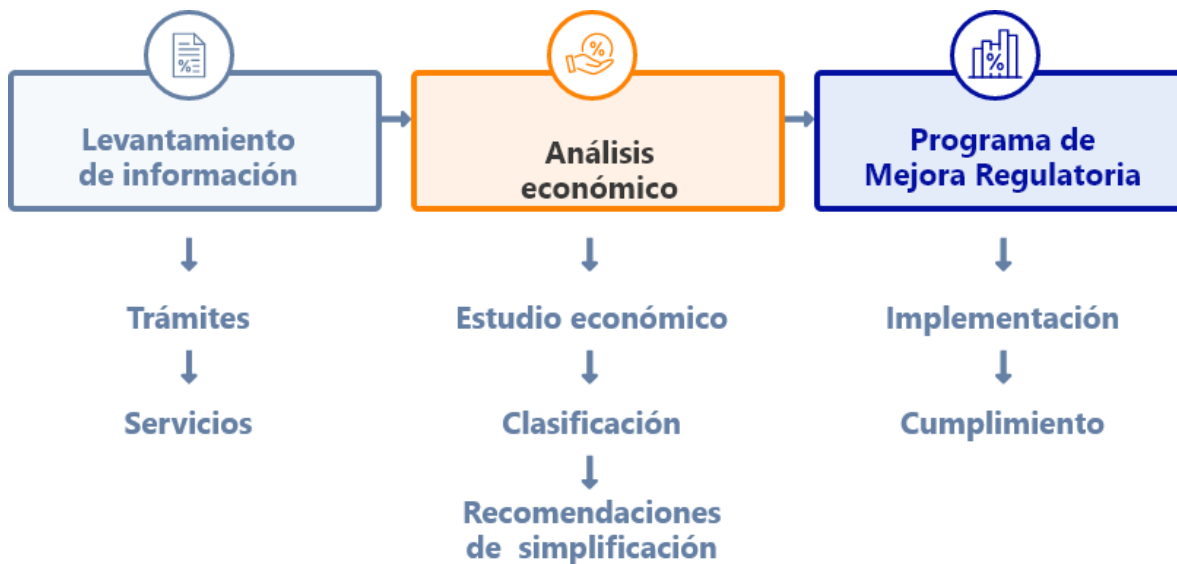 Levantamiento
de información
Análisis
económico
Programa de
Mejora Regulatoria
Trámites
Servicios
Estudio económico
Clasificación
Recomendaciones
de simplificación
Implementación
Cumplimiento